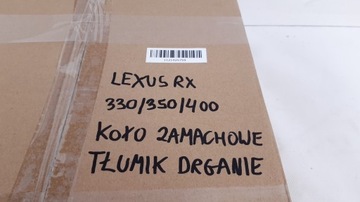 LEXUS RX
330/350/400
KOŁO ZAMACHOWE
TŁUMIK DRGANIE